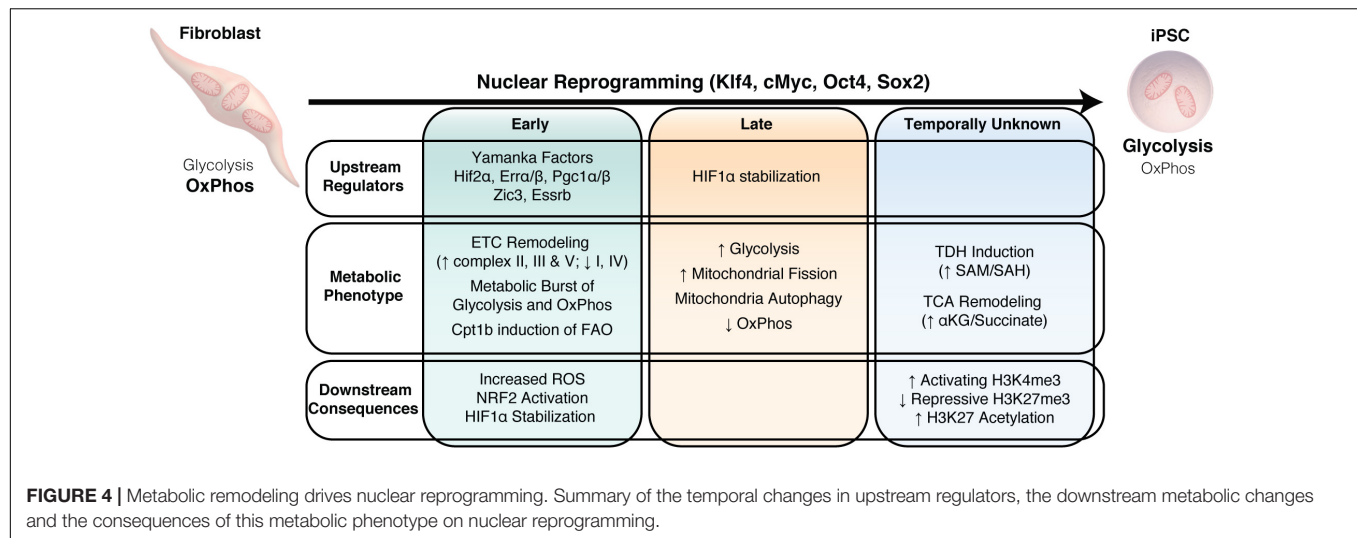 Fibroblast
iPSC
Nuclear Reprogramming (Klf4, cMyc, Oct4, Sox2)
Glycolysis
OxPhos
Glycolysis
OxPhos
Early
Late
Temporally Unknown
Upstream
Regulators
Yamanka Factors
Hif2α, Errα/β, Pgc1α/β
Zic3, Essrb
HIF1α stabilization
Metabolic
Phenotype
ETC Remodeling
(↑ complex II, III & V; ↓ I, IV)
Metabolic Burst of
Glycolysis and OxPhos
Cpt1b induction of FAO
↑ Glycolysis
↑ Mitochondrial Fission
Mitochondria Autophagy
↓ OxPhos
TDH Induction
(↑ SAM/SAH)
TCA Remodeling
(↑ αKG/Succinate)
Downstream
Consequences
Increased ROS
NRF2 Activation
HIF1α Stabilization
↑ Activating H3K4me3
↓ Repressive H3K27me3
↑ H3K27 Acetylation
FIGURE 4 | Metabolic remodeling drives nuclear reprogramming. Summary of the temporal changes in upstream regulators, the downstream metabolic changes
and the consequences of this metabolic phenotype on nuclear reprogramming.